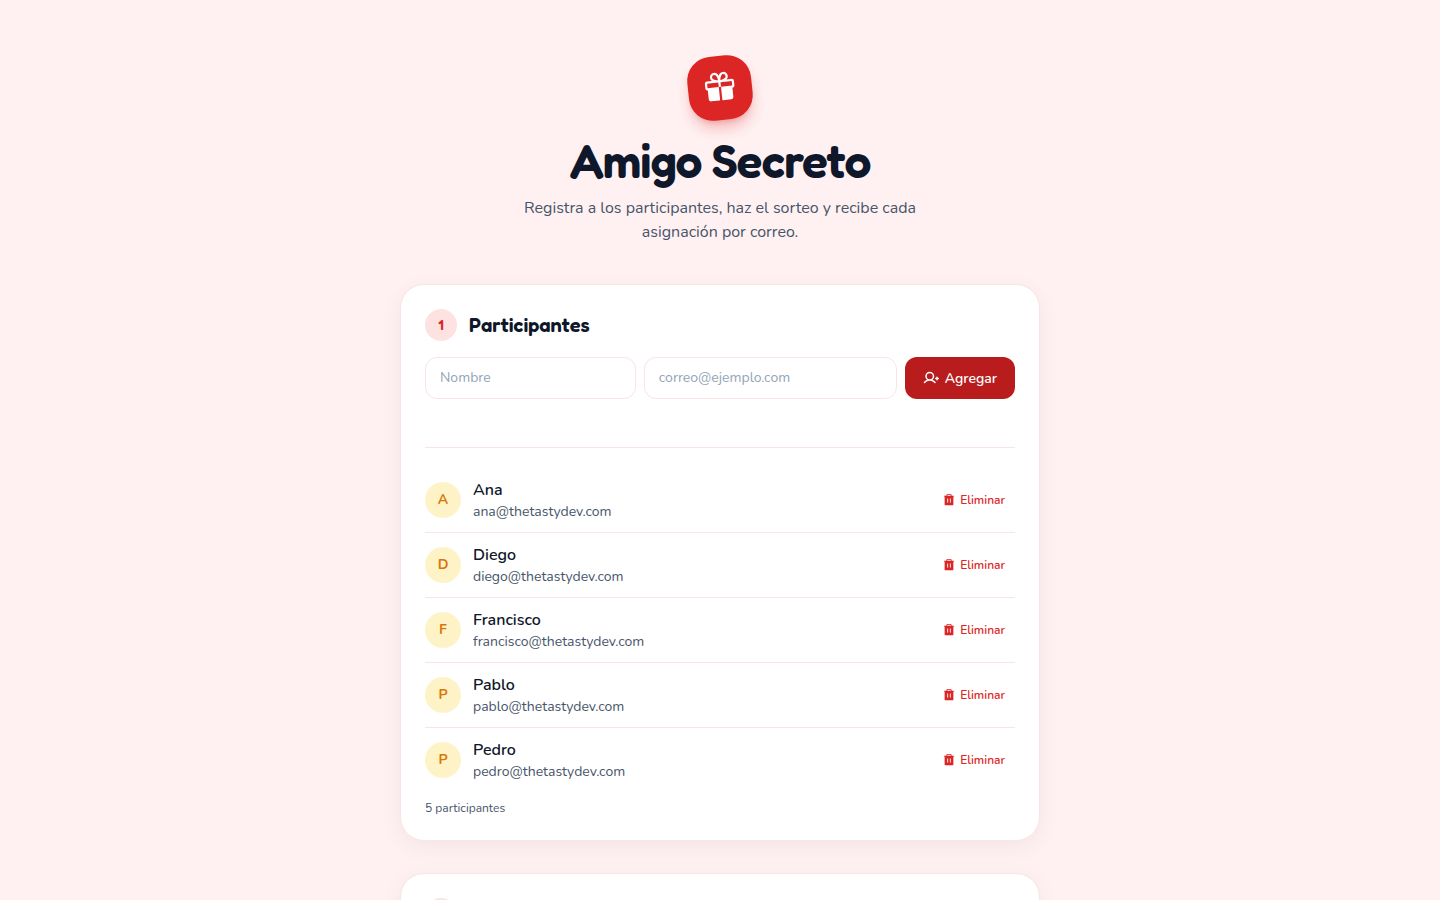 Amigo Secreto
Registra a los participantes, haz el sorteo y recibe cada
asignación por correo.
1 Participantes
Nombre correo@ejemplo.com Agregar
A Ana Eliminar
ana@thetastydev.com
D Diego Eliminar
diego@thetastydev.com
F Francisco Eliminar
francisco@thetastydev.com
P Pablo Eliminar
pablo@thetastydev.com
P Pedro Eliminar
pedro@thetastydev.com
5 participantes